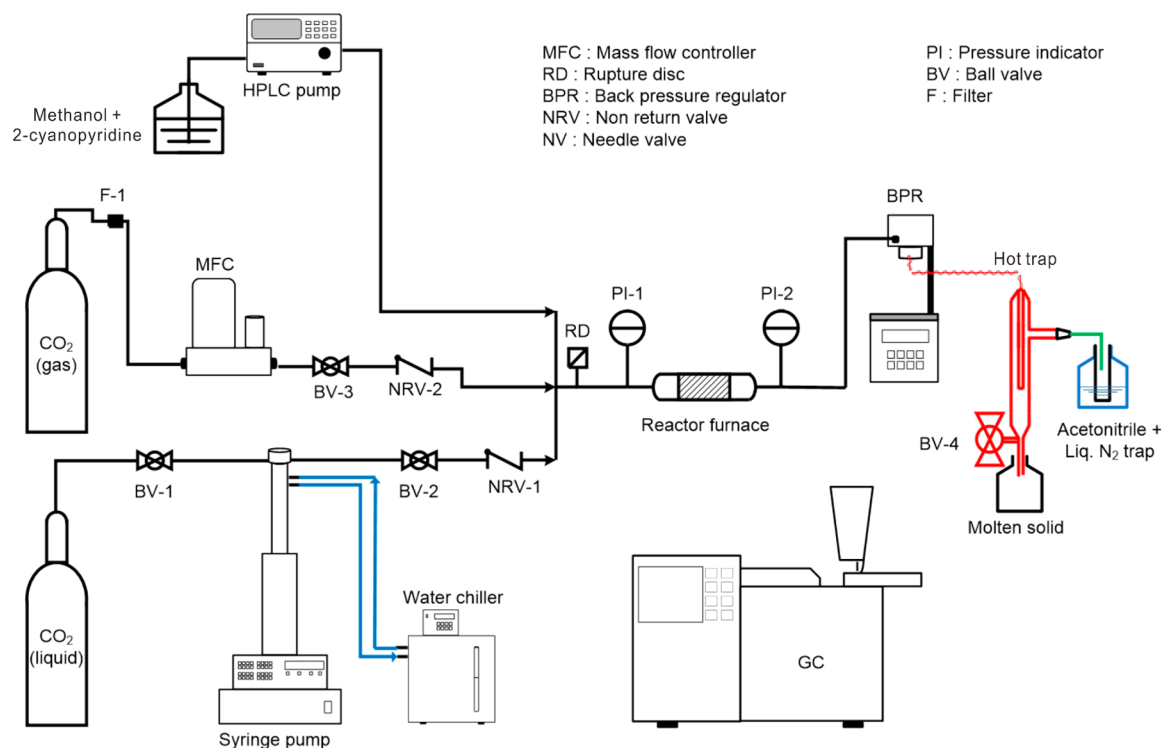 HPLC pump
Methanol +
2-cyanopyridine
MFC : Mass flow controller
RD : Rupture disc
BPR : Back pressure regulator
NRV : Non return valve
NV : Needle valve
PI : Pressure indicator
BV : Ball valve
F : Filter
F-1
MFC
CO₂
(gas)
BV-3
NRV-2
RD
PI-1
PI-2
Reactor furnace
BPR
Hot trap
BV-4
Acetonitrile +
Liq. N₂ trap
Molten solid
BV-1
BV-2
NRV-1
CO₂
(liquid)
Water chiller
Syringe pump
GC